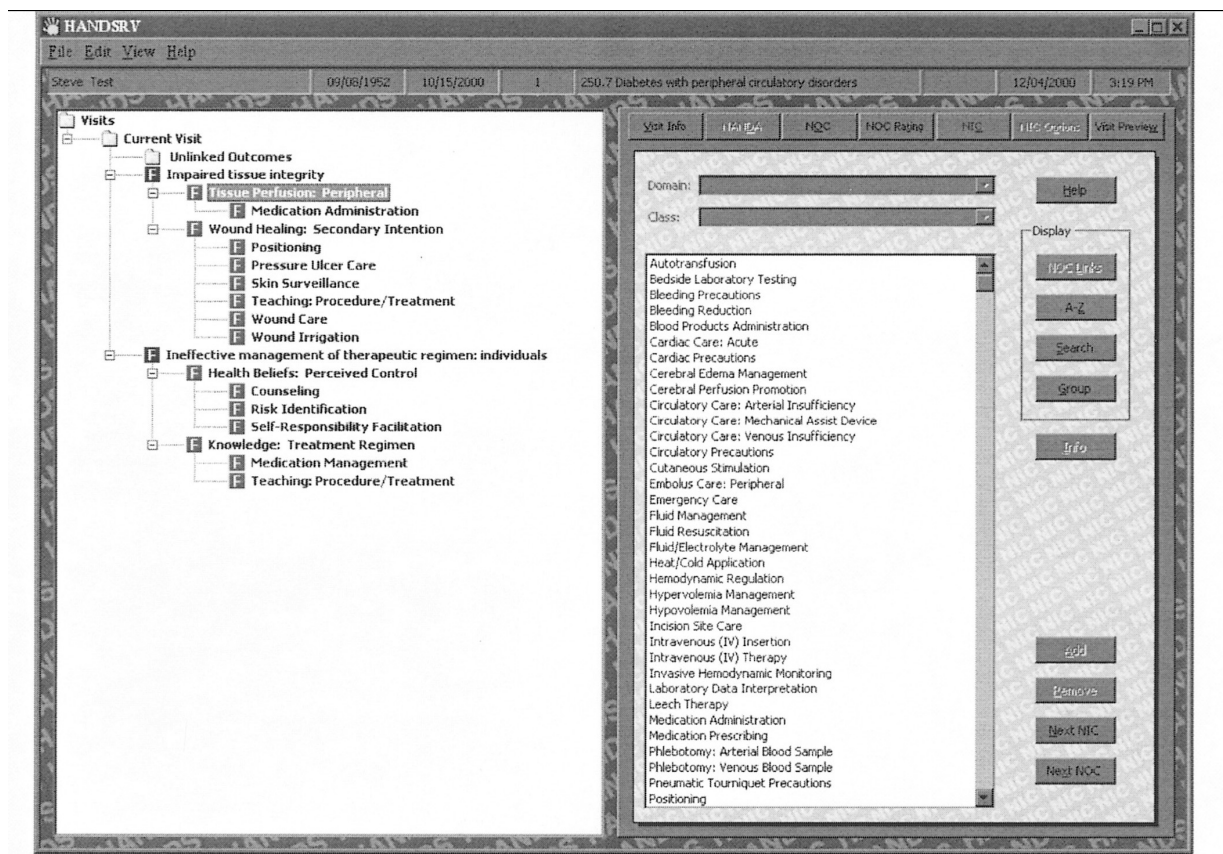 HANDSRV
File Edit View Help
Steve Test 09/08/1952 10/15/2000 1 250.7 Diabetes with peripheral circulatory disorders 12/04/2000 3:19 PM
Visits
Current Visit
Unlinked Outcomes
F Impaired tissue integrity
F Tissue Perfusion: Peripheral
F Medication Administration
F Wound Healing: Secondary Intention
F Positioning
F Pressure Ulcer Care
F Skin Surveillance
F Teaching: Procedure/Treatment
F Wound Care
F Wound Irrigation
F Ineffective management of therapeutic regimen: individuals
F Health Beliefs: Perceived Control
F Counseling
F Risk Identification
F Self-Responsibility Facilitation
F Knowledge: Treatment Regimen
F Medication Management
F Teaching: Procedure/Treatment
Visit Info NANDA NOC NOC Rating NIC NIC Options Visit Preview
Domain:
Class:
Autotransfusion
Bedside Laboratory Testing
Bleeding Precautions
Bleeding Reduction
Blood Products Administration
Cardiac Care: Acute
Cardiac Precautions
Cerebral Edema Management
Cerebral Perfusion Promotion
Circulatory Care: Arterial Insufficiency
Circulatory Care: Mechanical Assist Device
Circulatory Care: Venous Insufficiency
Circulatory Precautions
Cutaneous Stimulation
Embolus Care: Peripheral
Emergency Care
Fluid Management
Fluid Resuscitation
Fluid/Electrolyte Management
Heat/Cold Application
Hemodynamic Regulation
Hypervolemia Management
Hypovolemia Management
Incision Site Care
Intravenous (IV) Insertion
Intravenous (IV) Therapy
Invasive Hemodynamic Monitoring
Laboratory Data Interpretation
Leech Therapy
Medication Administration
Medication Prescribing
Phlebotomy: Arterial Blood Sample
Phlebotomy: Venous Blood Sample
Pneumatic Tourniquet Precautions
Positioning
Help
Display
NOC Links
A-Z
Search
Group
Info
Add
Remove
Next NIC
Next NOC